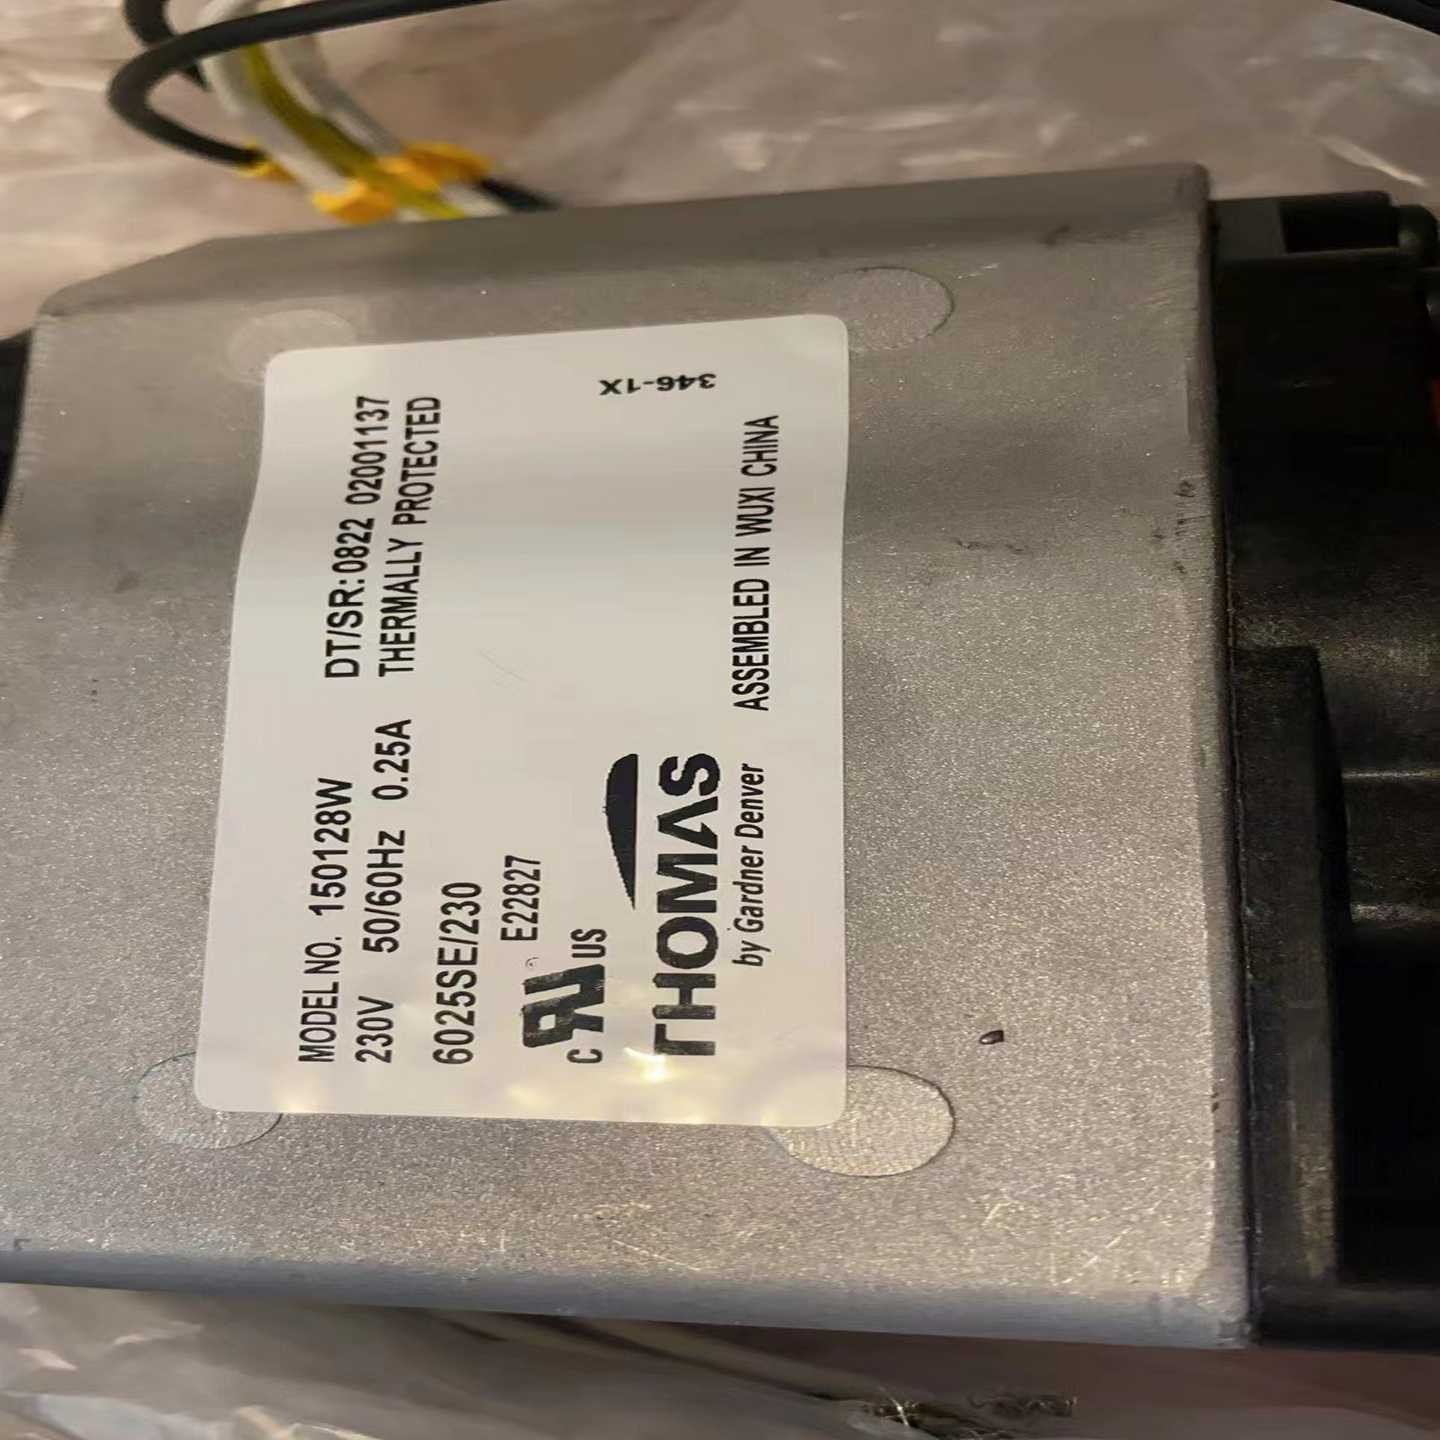 MODEL NO. 150128W DT/SR: 0822 02001137
230V 50/60Hz 0.25A THERMALLY PROTECTED
6025SE/230
E22827
C RU US
THOMAS
by Gardner Denver ASSEMBLED IN WUXI CHINA
346-1X